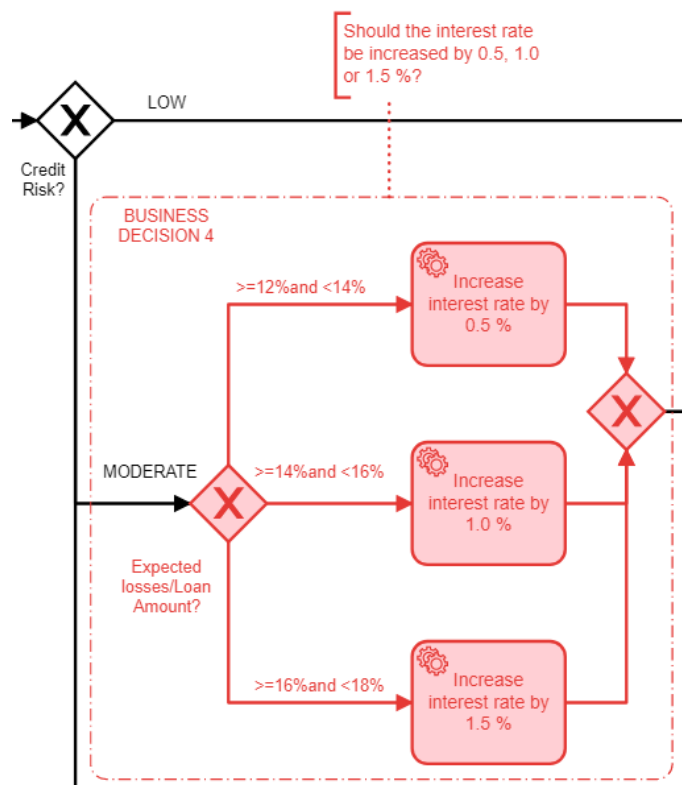 Should the interest rate
be increased by 0.5, 1.0
or 1.5 %?
X
LOW
Credit
Risk?
BUSINESS
DECISION 4
>=12%and <14%
Increase
interest rate by
0.5 %
X
MODERATE
X
>=14%and <16%
Increase
interest rate by
1.0 %
Expected
losses/Loan
Amount?
>=16%and <18%
Increase
interest rate by
1.5 %